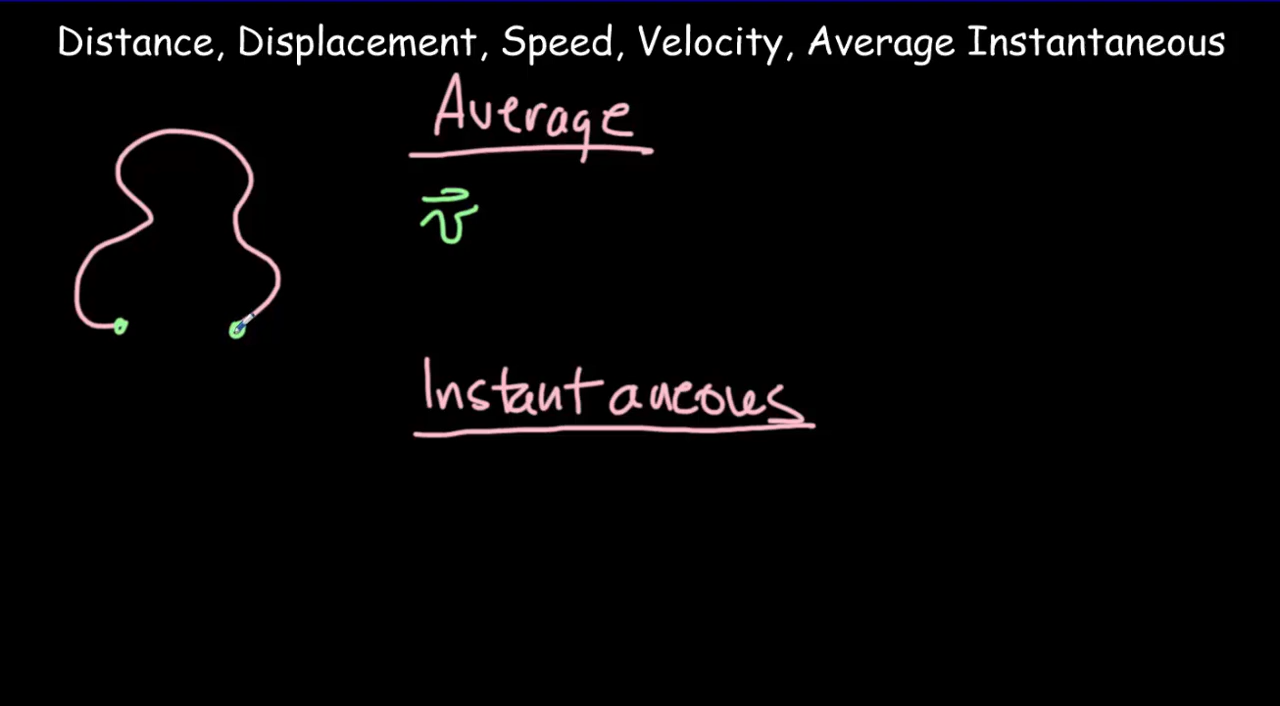 Distance, Displacement, Speed, Velocity, Average Instantaneous
Average
v⃗
Instantaneous